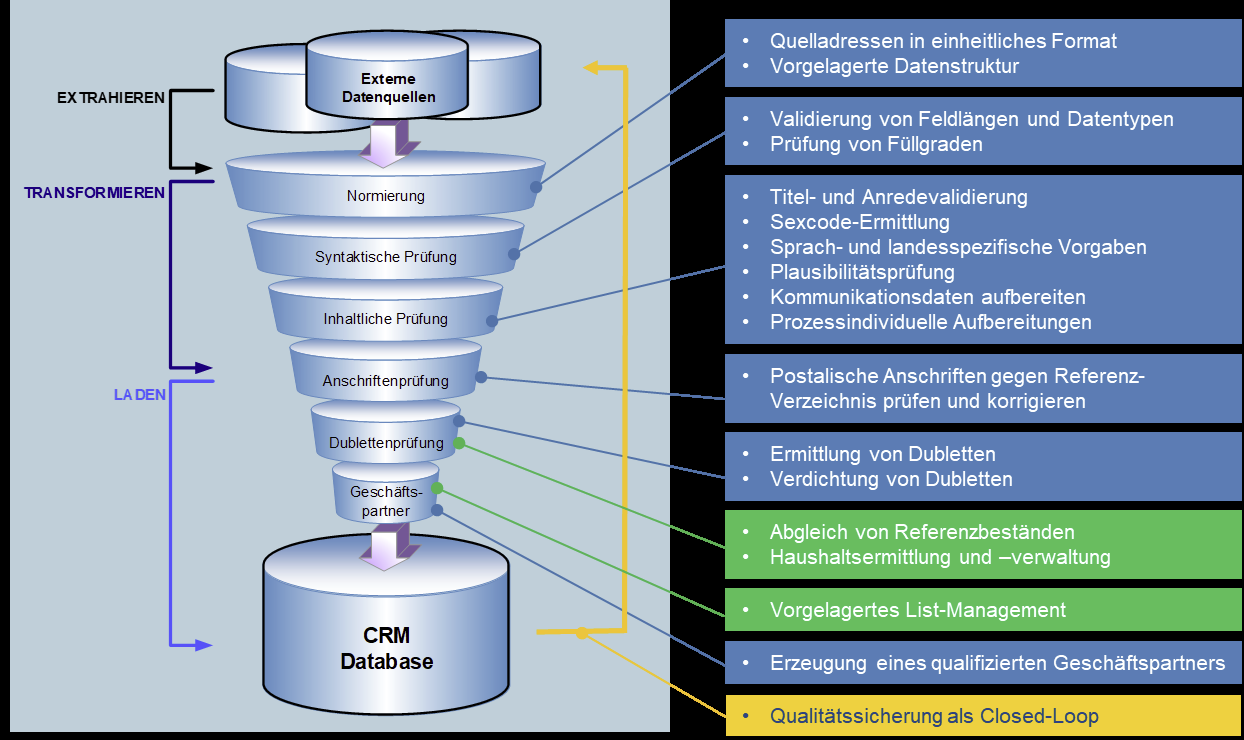 Externe
Datenquellen
EXTRAHIEREN
TRANSFORMIEREN
LADEN
Normierung
Syntaktische Prüfung
Inhaltliche Prüfung
Anschriftenprüfung
Dublettenprüfung
Geschäfts-
partner
CRM
Database
• Quelladressen in einheitliches Format
• Vorgelagerte Datenstruktur
• Validierung von Feldlängen und Datentypen
• Prüfung von Füllgraden
• Titel- und Anredevalidierung
• Sexcode-Ermittlung
• Sprach- und landesspezifische Vorgaben
• Plausibilitätsprüfung
• Kommunikationsdaten aufbereiten
• Prozessindividuelle Aufbereitungen
• Postalische Anschriften gegen Referenz-
Verzeichnis prüfen und korrigieren
• Ermittlung von Dubletten
• Verdichtung von Dubletten
• Abgleich von Referenzbeständen
• Haushaltsermittlung und –verwaltung
• Vorgelagertes List-Management
• Erzeugung eines qualifizierten Geschäftspartners
• Qualitätssicherung als Closed-Loop